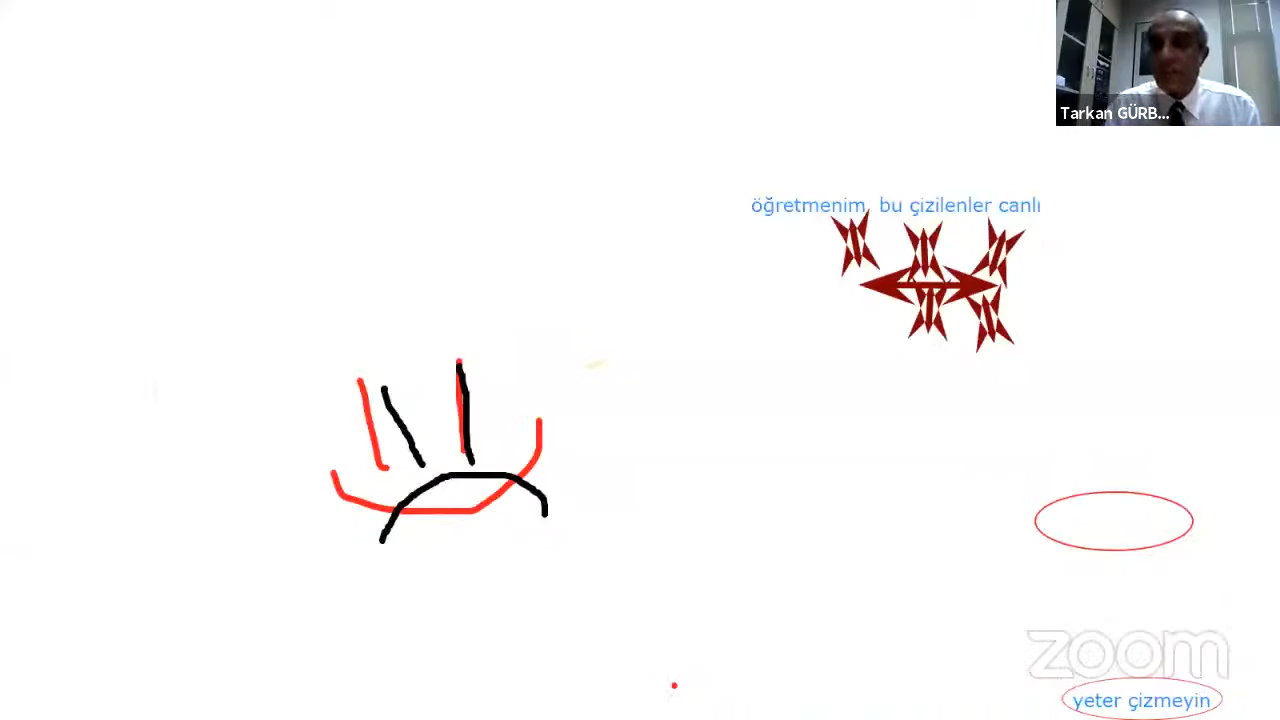 Tarkan GÜRB...
öğretmenim, bu çizilenler canlı
zoom
yeter çizmeyin